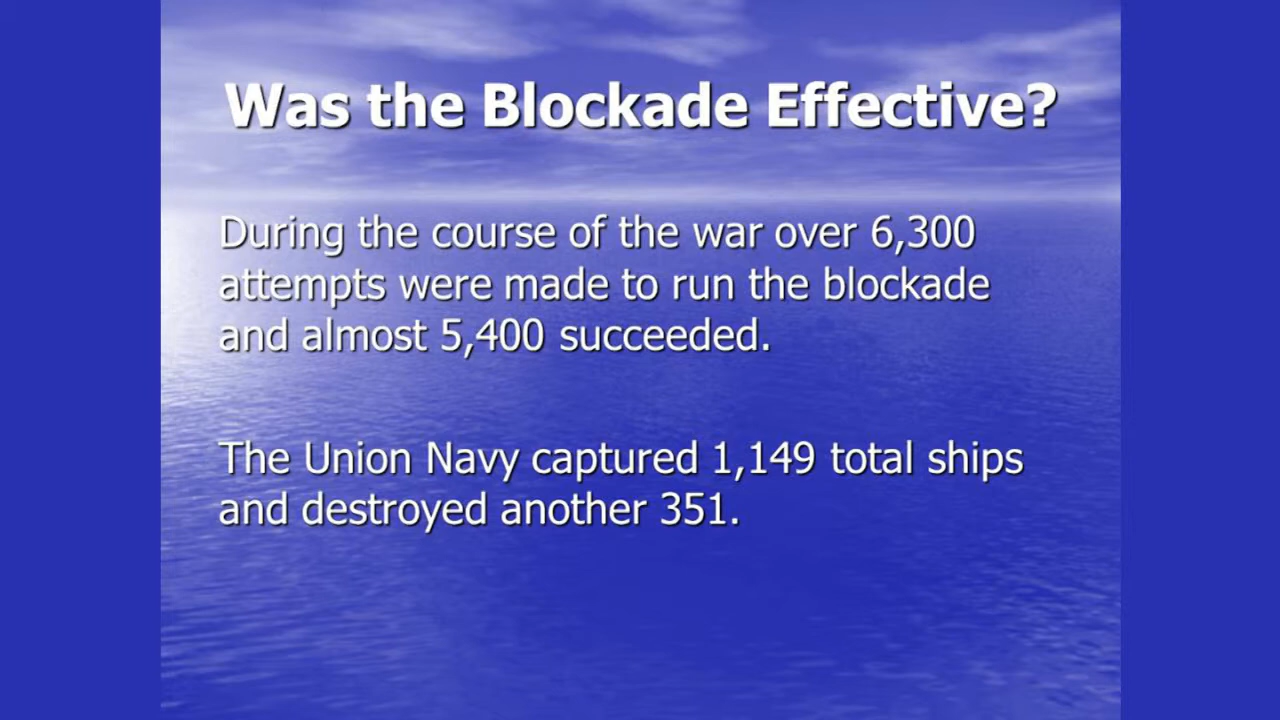 Was the Blockade Effective?
During the course of the war over 6,300
attempts were made to run the blockade
and almost 5,400 succeeded.
The Union Navy captured 1,149 total ships
and destroyed another 351.